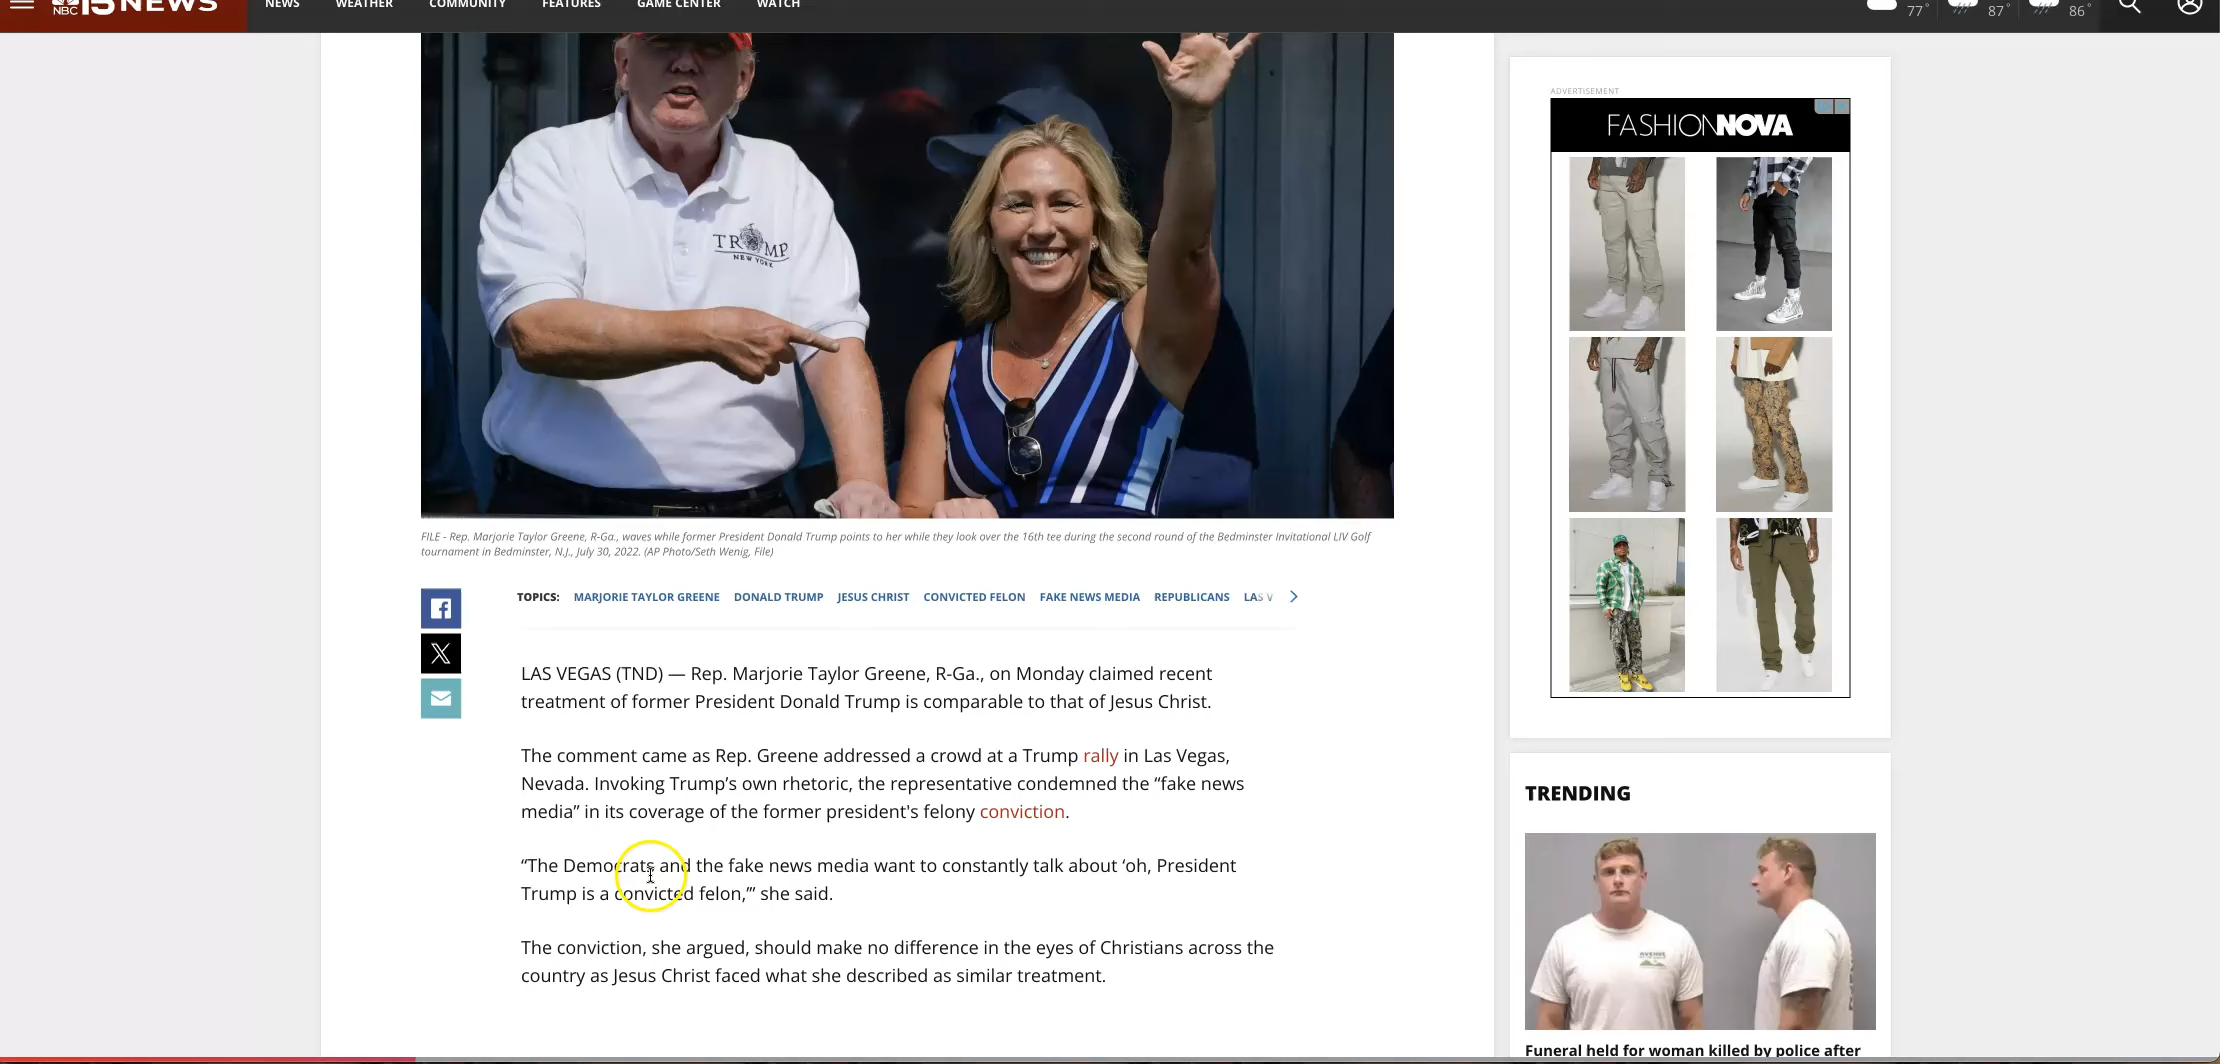 NBC 15 NEWS
NEWS WEATHER COMMUNITY FEATURES GAME CENTER WATCH
77° 87° 86°
TRUMP
NEW YORK
FILE - Rep. Marjorie Taylor Greene, R-Ga., waves while former President Donald Trump points to her while they look over the 16th tee during the second round of the Bedminster Invitational LIV Golf
tournament in Bedminster, N.J., July 30, 2022. (AP Photo/Seth Wenig, File)
TOPICS: MARJORIE TAYLOR GREENE DONALD TRUMP JESUS CHRIST CONVICTED FELON FAKE NEWS MEDIA REPUBLICANS LAS V
LAS VEGAS (TND) — Rep. Marjorie Taylor Greene, R-Ga., on Monday claimed recent
treatment of former President Donald Trump is comparable to that of Jesus Christ.
The comment came as Rep. Greene addressed a crowd at a Trump rally in Las Vegas,
Nevada. Invoking Trump’s own rhetoric, the representative condemned the “fake news
media” in its coverage of the former president's felony conviction.
“The Democrats and the fake news media want to constantly talk about ‘oh, President
Trump is a convicted felon,’” she said.
The conviction, she argued, should make no difference in the eyes of Christians across the
country as Jesus Christ faced what she described as similar treatment.
ADVERTISEMENT
FASHIONNOVA
TRENDING
AVENUE
Funeral held for woman killed by police after